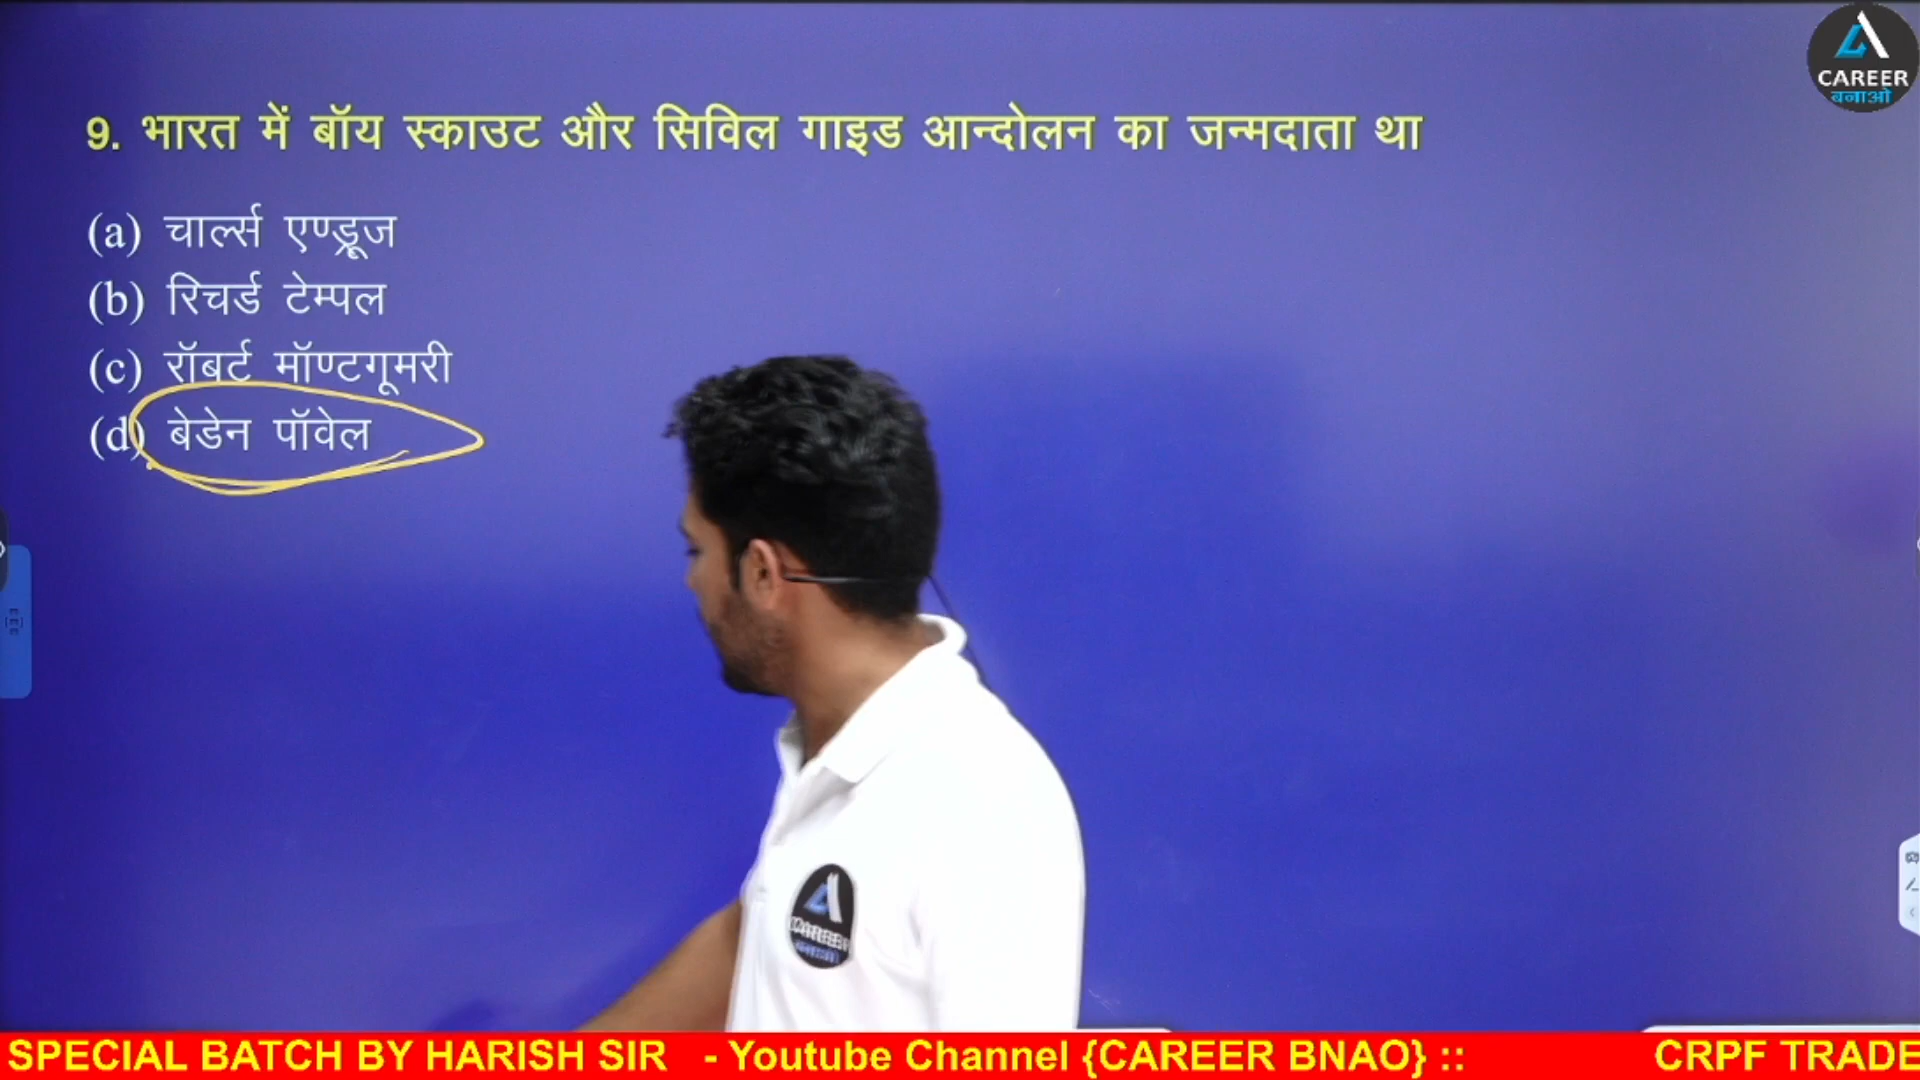 CAREER
बनाओ
9. भारत में बॉय स्काउट और सिविल गाइड आन्दोलन का जन्मदाता था
(a) चार्ल्स एण्ड्रूज
(b) रिचर्ड टेम्पल
(c) रॉबर्ट मॉण्टगूमरी
(d) बेडेन पॉवेल
SPECIAL BATCH BY HARISH SIR - Youtube Channel {CAREER BNAO} :: CRPF TRADE